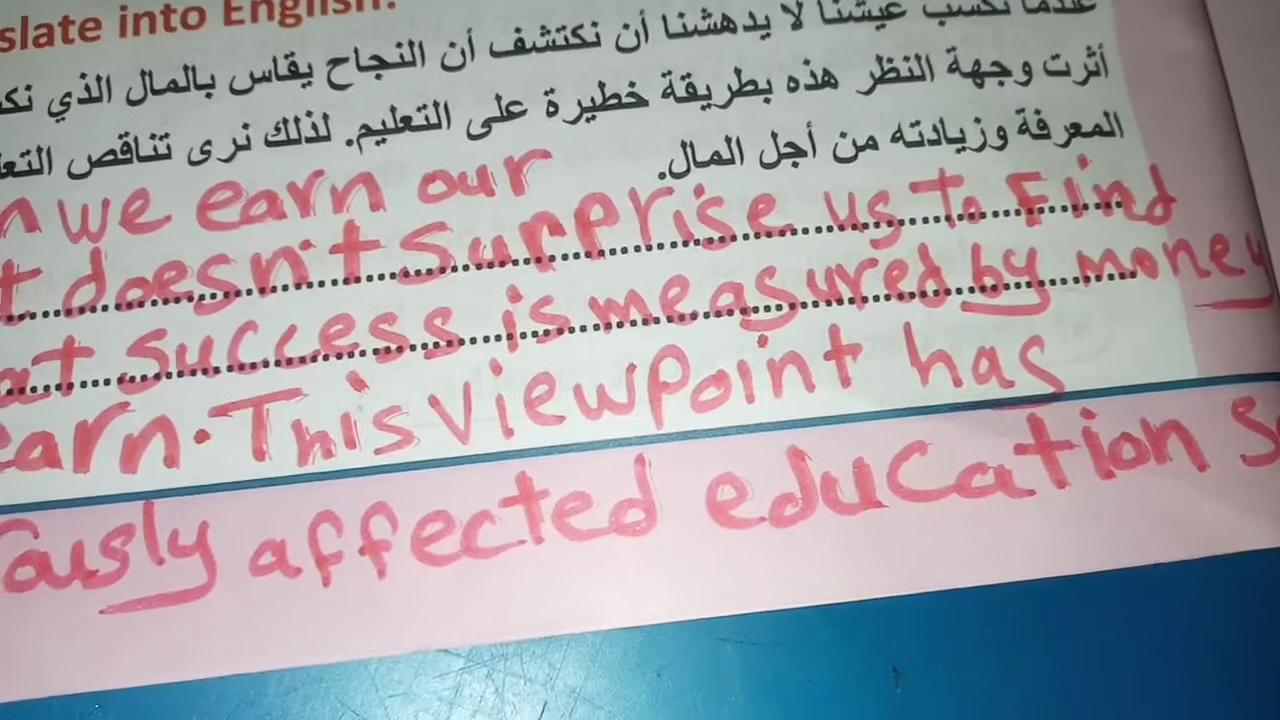 slate into English:
عندما نكسب عيشنا لا يدهشنا أن نكتشف أن النجاح يقاس بالمال الذي
أثرت وجهة النظر هذه بطريقة خطيرة على التعليم. لذلك نرى تناقص
المعرفة وزيادته من أجل المال.
n we earn our
t doesn't surprise us to Find
at success is measured by money
earn. This viewpoint has
ously affected education S